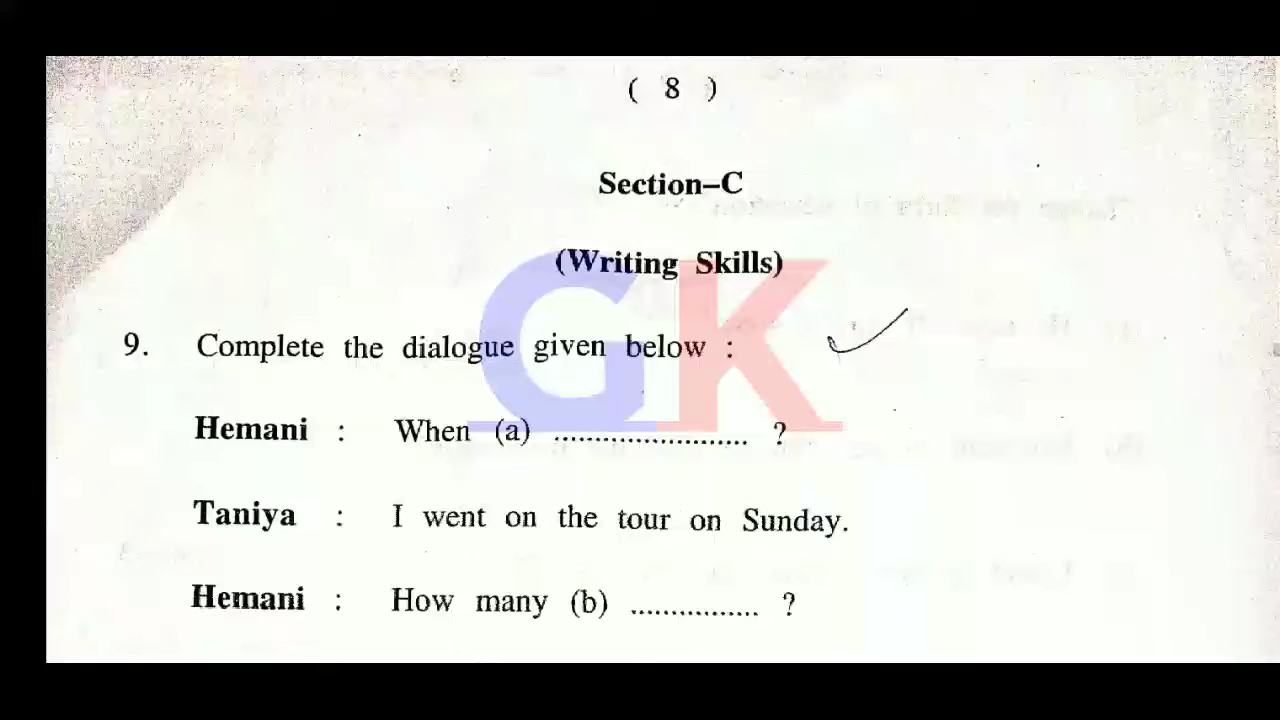 ( 8 )
Section–C
(Writing Skills)
GK
9. Complete the dialogue given below :
Hemani : When (a) ........................ ?
Taniya : I went on the tour on Sunday.
Hemani : How many (b) ................ ?